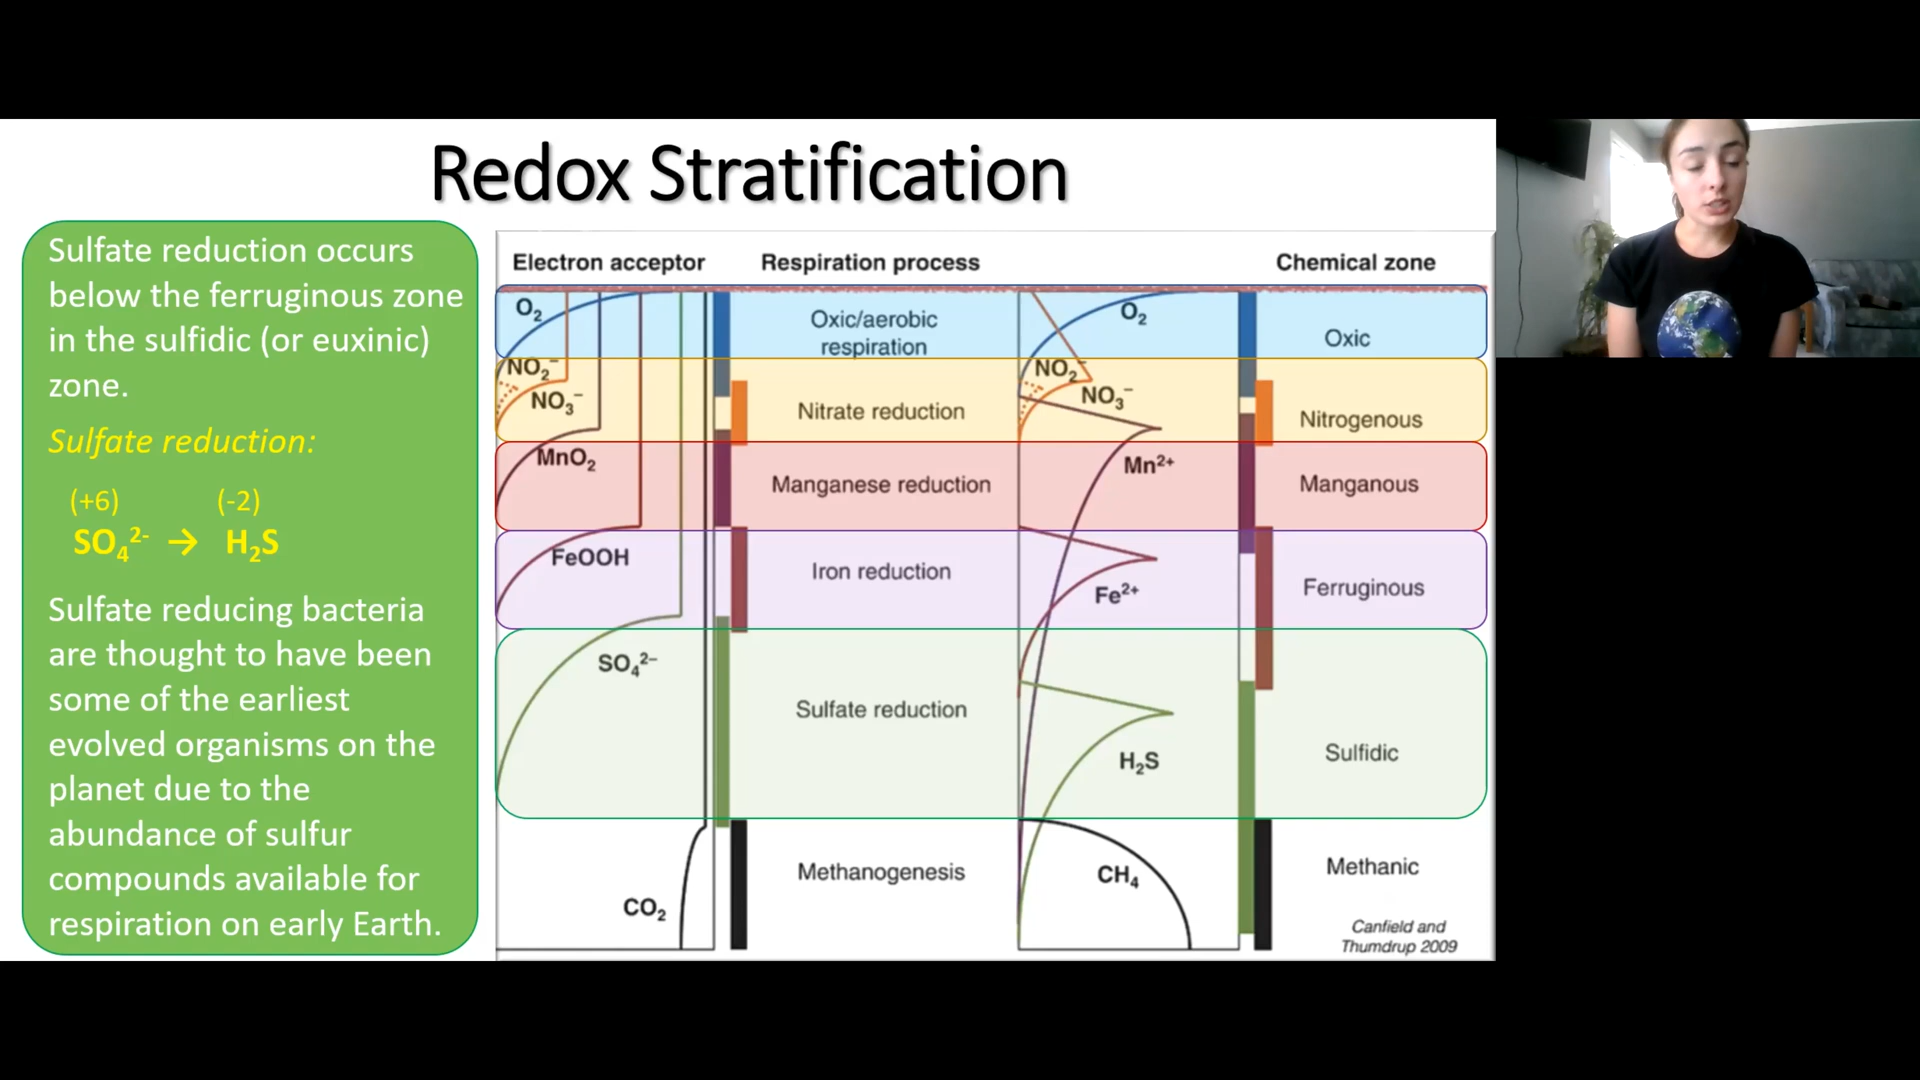 Redox Stratification
Sulfate reduction occurs
below the ferruginous zone
in the sulfidic (or euxinic)
zone.
Sulfate reduction:
(+6) (-2)
SO₄²⁻ → H₂S
Sulfate reducing bacteria
are thought to have been
some of the earliest
evolved organisms on the
planet due to the
abundance of sulfur
compounds available for
respiration on early Earth.
Electron acceptor Respiration process Chemical zone
O₂
Oxic/aerobic
respiration
O₂
Oxic
NO₂⁻
NO₃⁻
Nitrate reduction
NO₂⁻
NO₃⁻
Nitrogenous
MnO₂
Manganese reduction
Mn²⁺
Manganous
FeOOH
Iron reduction
Fe²⁺
Ferruginous
SO₄²⁻
Sulfate reduction
H₂S
Sulfidic
CO₂
Methanogenesis
CH₄
Methanic
Canfield and
Thumdrup 2009